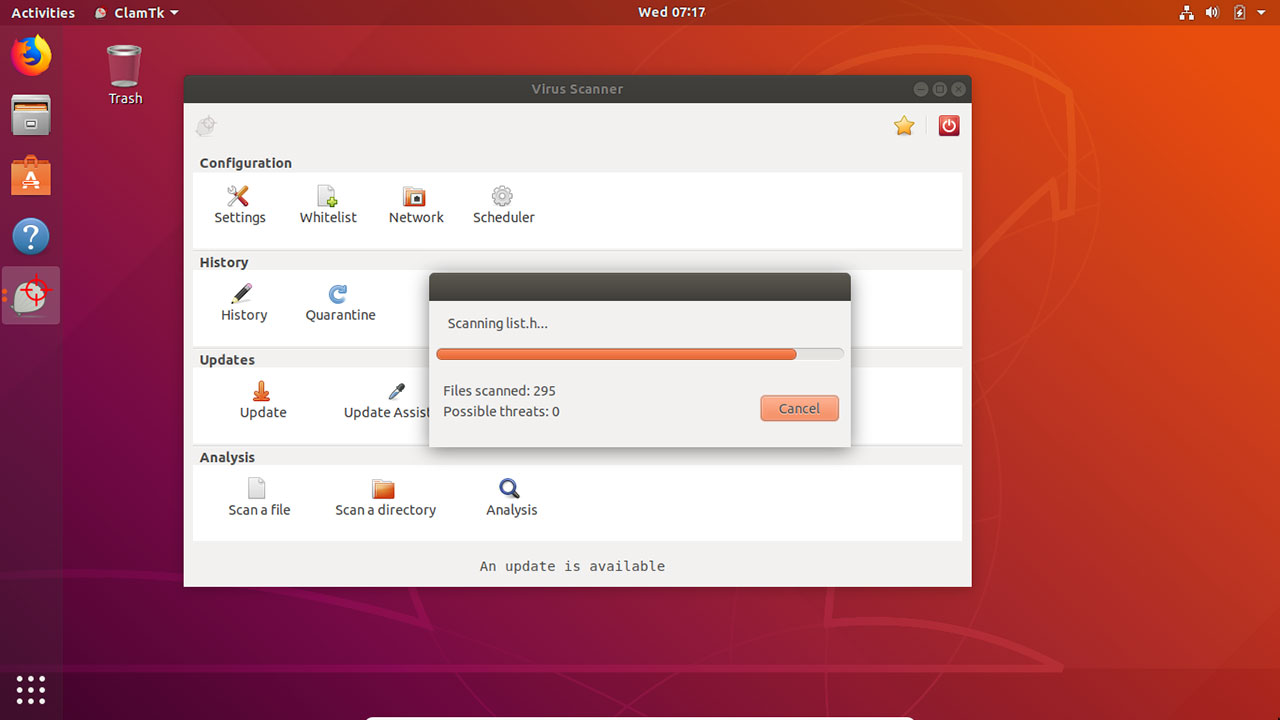 Activities ClamTk Wed 07:17
Trash
Virus Scanner
Configuration
Settings Whitelist Network Scheduler
History
History Quarantine
Scanning list.h...
Updates
Files scanned: 295
Update Update Assist
Possible threats: 0
Cancel
Analysis
Scan a file Scan a directory Analysis
An update is available